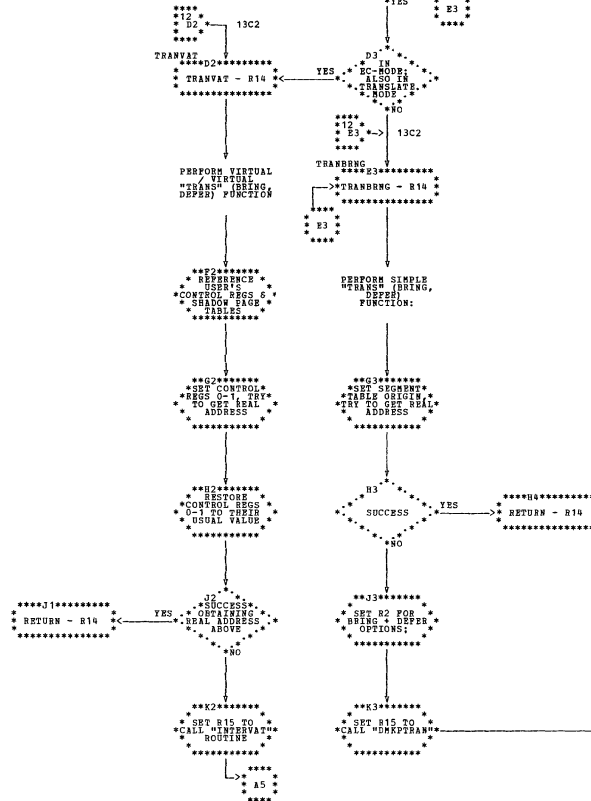 YES
E3
12
D2
13C2
TRANVAT
D2
TRANVAT - R14
YES
D3
IN
EC-MODE;
ALSO IN
TRANSLATE
MODE
NO
12
E3
13C2
TRANBRNG
E3
TRANBRNG - R14
E3
PERFORM VIRTUAL
/ VIRTUAL
"TRANS" (BRING,
DEFER) FUNCTION
F2
REFERENCE
USER'S
CONTROL REGS &
SHADOW PAGE
TABLES
PERFORM SIMPLE
"TRANS" (BRING,
DEFER)
FUNCTION:
G2
SET CONTROL
REGS 0-1, TRY
TO GET REAL
ADDRESS
G3
SET SEGMENT
TABLE ORIGIN,
TRY TO GET REAL
ADDRESS
H2
RESTORE
CONTROL REGS
0-1 TO THEIR
USUAL VALUE
H3
SUCCESS
YES
NO
H4
RETURN - R14
J1
RETURN - R14
YES
J2
SUCCESS
OBTAINING
REAL ADDRESS
ABOVE
NO
J3
SET R2 FOR
BRING + DEFER
OPTIONS;
K2
SET R15 TO
CALL "INTERVAT"
ROUTINE
K3
SET R15 TO
CALL "DMKPTRAN"
A5